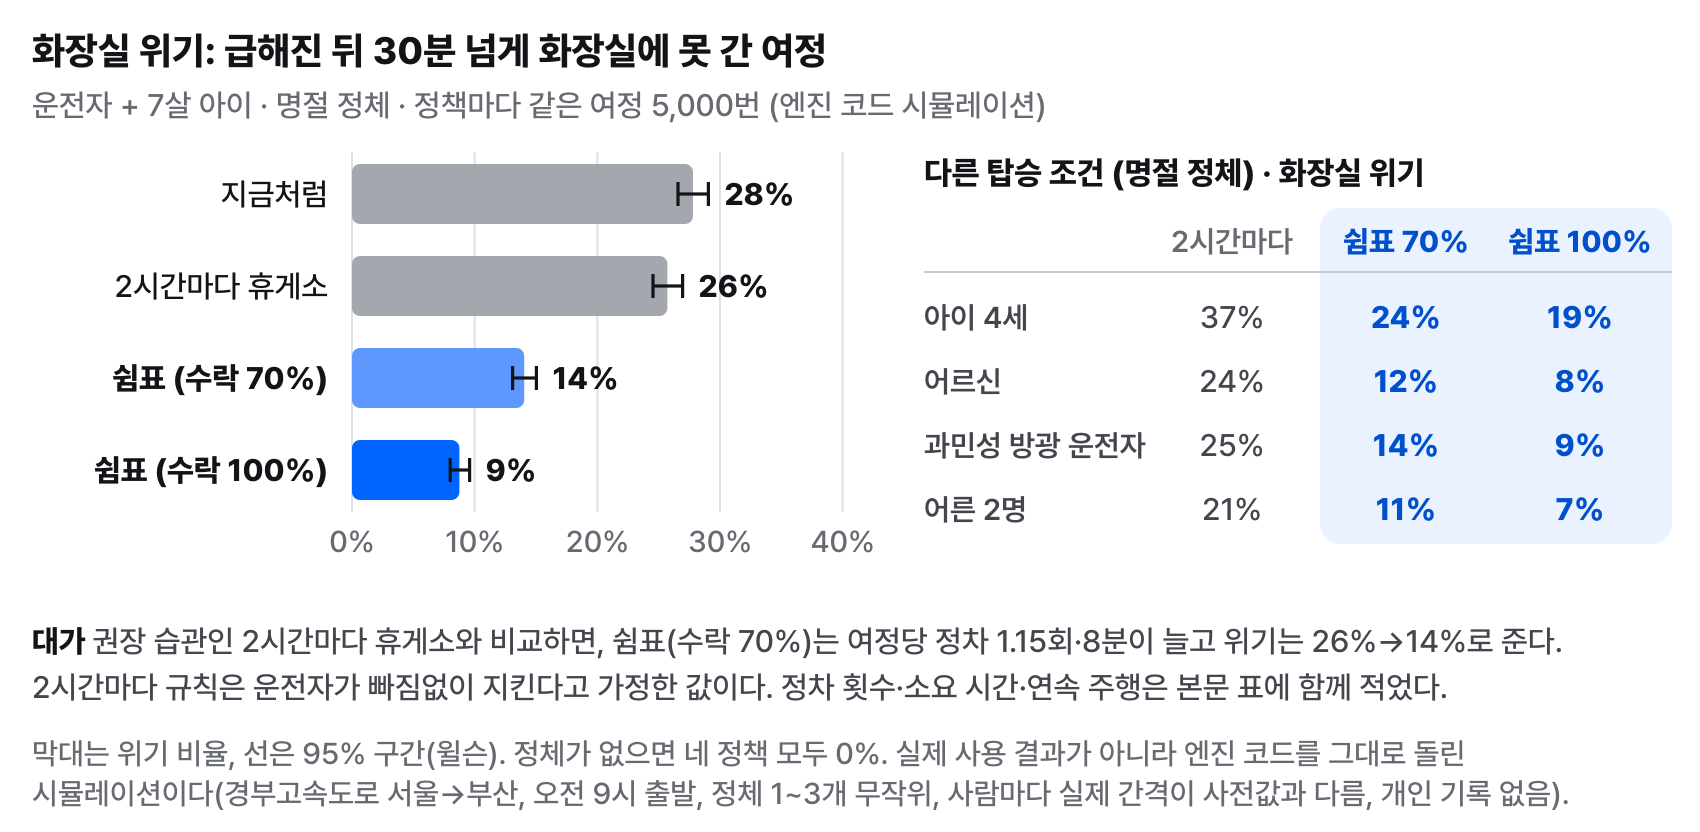 화장실 위기: 급해진 뒤 30분 넘게 화장실에 못 간 여정
운전자 + 7살 아이 · 명절 정체 · 정책마다 같은 여정 5,000번 (엔진 코드 시뮬레이션)
지금처럼 28%
2시간마다 휴게소 26%
쉼표 (수락 70%) 14%
쉼표 (수락 100%) 9%
0% 10% 20% 30% 40%
다른 탑승 조건 (명절 정체) · 화장실 위기
2시간마다 쉼표 70% 쉼표 100%
아이 4세 37% 24% 19%
어르신 24% 12% 8%
과민성 방광 운전자 25% 14% 9%
어른 2명 21% 11% 7%
대가 권장 습관인 2시간마다 휴게소와 비교하면, 쉼표(수락 70%)는 여정당 정차 1.15회·8분이 늘고 위기는 26%→14%로 준다.
2시간마다 규칙은 운전자가 빠짐없이 지킨다고 가정한 값이다. 정차 횟수·소요 시간·연속 주행은 본문 표에 함께 적었다.
막대는 위기 비율, 선은 95% 구간(윌슨). 정체가 없으면 네 정책 모두 0%. 실제 사용 결과가 아니라 엔진 코드를 그대로 돌린
시뮬레이션이다(경부고속도로 서울→부산, 오전 9시 출발, 정체 1~3개 무작위, 사람마다 실제 간격이 사전값과 다름, 개인 기록 없음).